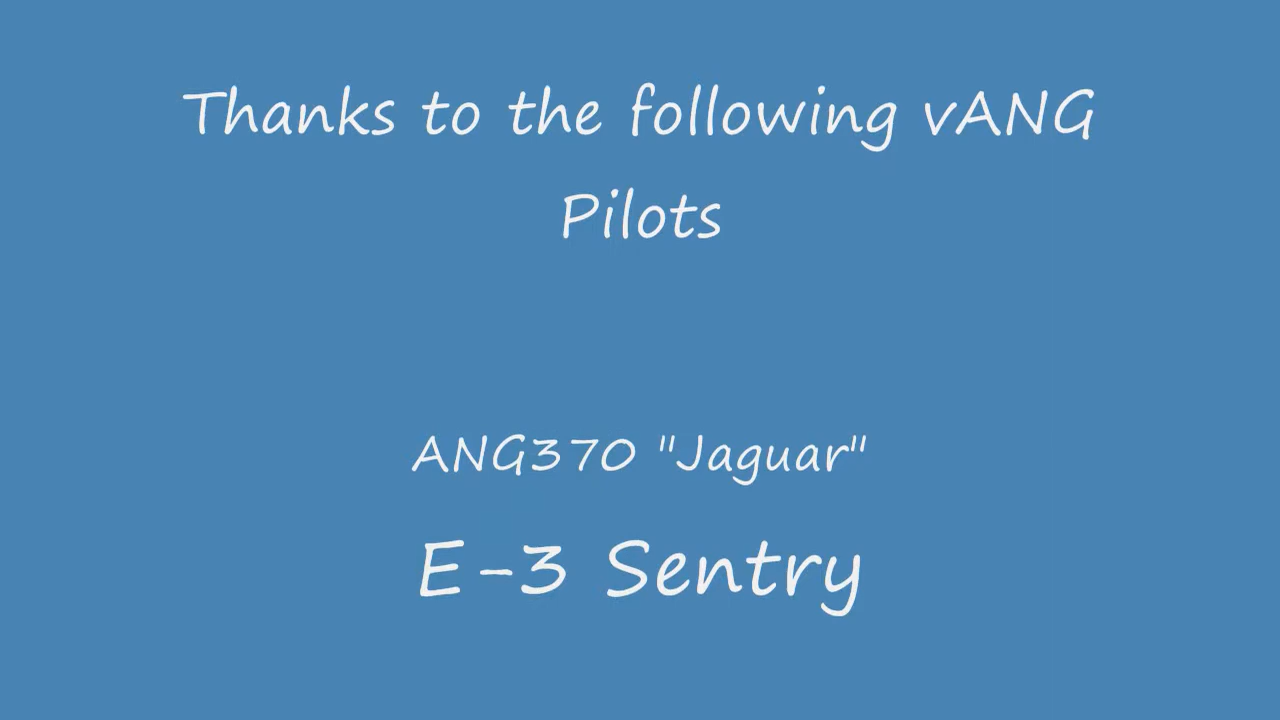 Thanks to the following vANG
Pilots
ANG370 "Jaguar"
E-3 Sentry